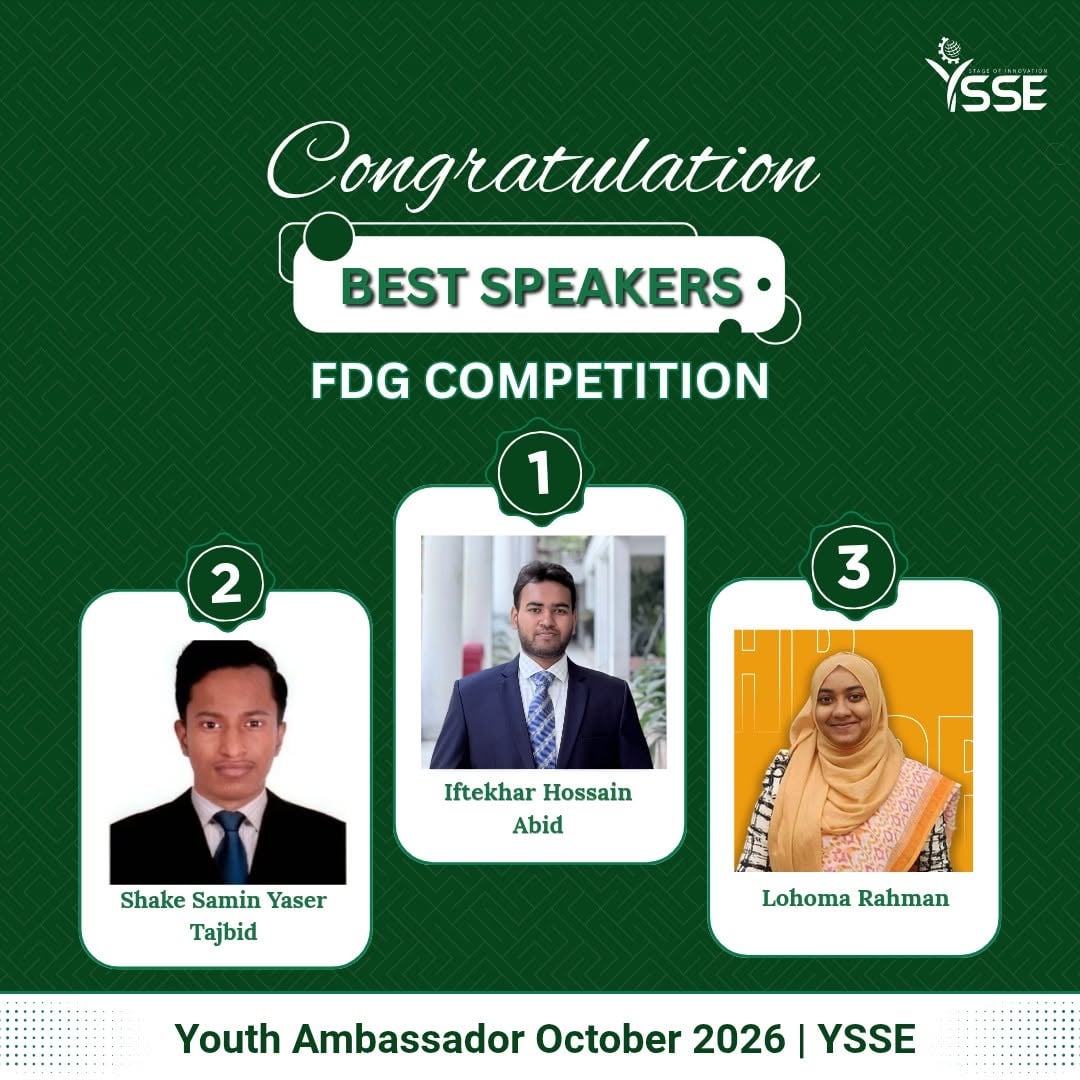 STAGE OF INNOVATION
YSSE
Congratulation
BEST SPEAKERS
FDG COMPETITION
1
2
3
Iftekhar Hossain
Abid
Shake Samin Yaser
Tajbid
Lohoma Rahman
Youth Ambassador October 2026 | YSSE